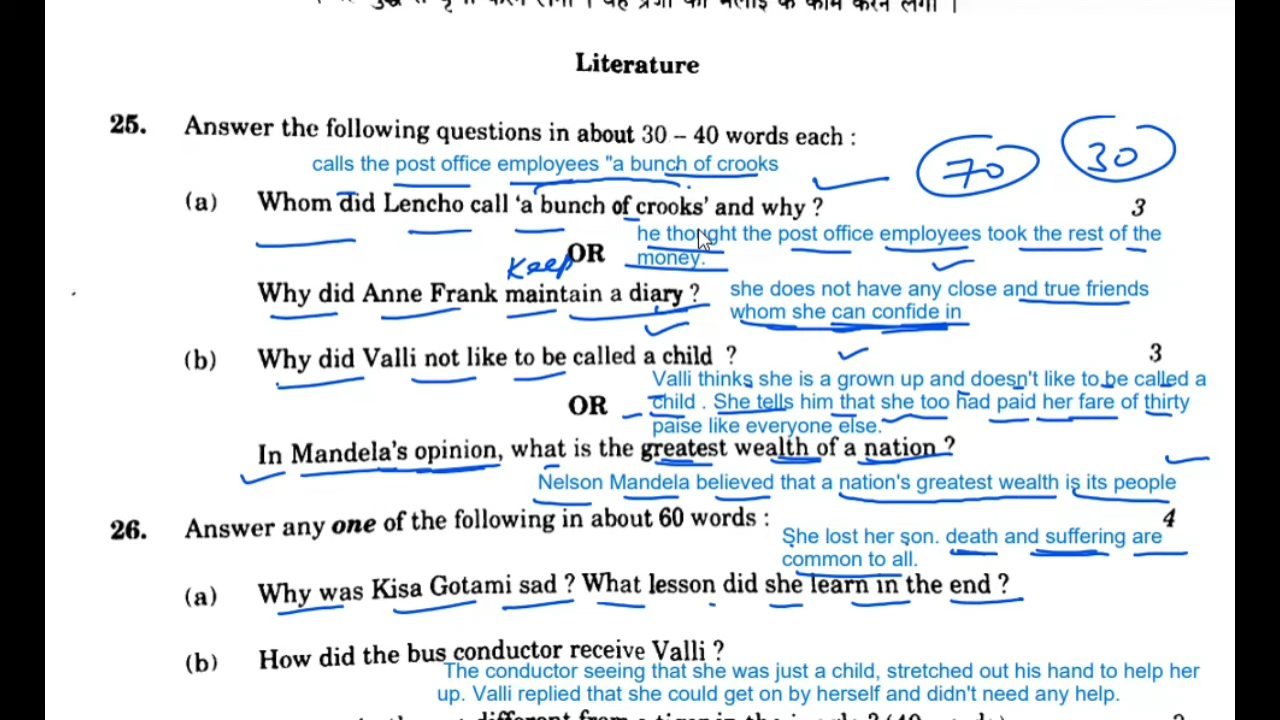 से घृणा करने लगा । वह प्रजा की भलाई के काम करने लगा ।
Literature
25. Answer the following questions in about 30 – 40 words each :
70 30
calls the post office employees "a bunch of crooks
(a) Whom did Lencho call 'a bunch of crooks' and why ? 3
he thought the post office employees took the rest of the
OR
money.
Keep
Why did Anne Frank maintain a diary ?
she does not have any close and true friends
whom she can confide in
(b) Why did Valli not like to be called a child ? 3
Valli thinks she is a grown up and doesn't like to be called a
OR
child . She tells him that she too had paid her fare of thirty
paise like everyone else.
In Mandela's opinion, what is the greatest wealth of a nation ?
Nelson Mandela believed that a nation's greatest wealth is its people
26. Answer any one of the following in about 60 words : 4
She lost her son. death and suffering are
common to all.
(a) Why was Kisa Gotami sad ? What lesson did she learn in the end ?
(b) How did the bus conductor receive Valli ?
The conductor seeing that she was just a child, stretched out his hand to help her
up. Valli replied that she could get on by herself and didn't need any help.
different from a